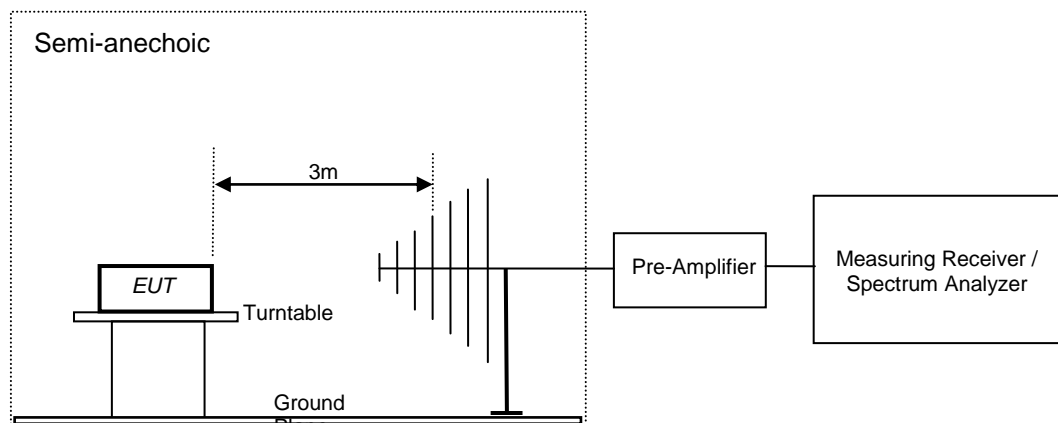 Semi-anechoic
3m
EUT
Turntable
Ground
Pre-Amplifier
Measuring Receiver /
Spectrum Analyzer